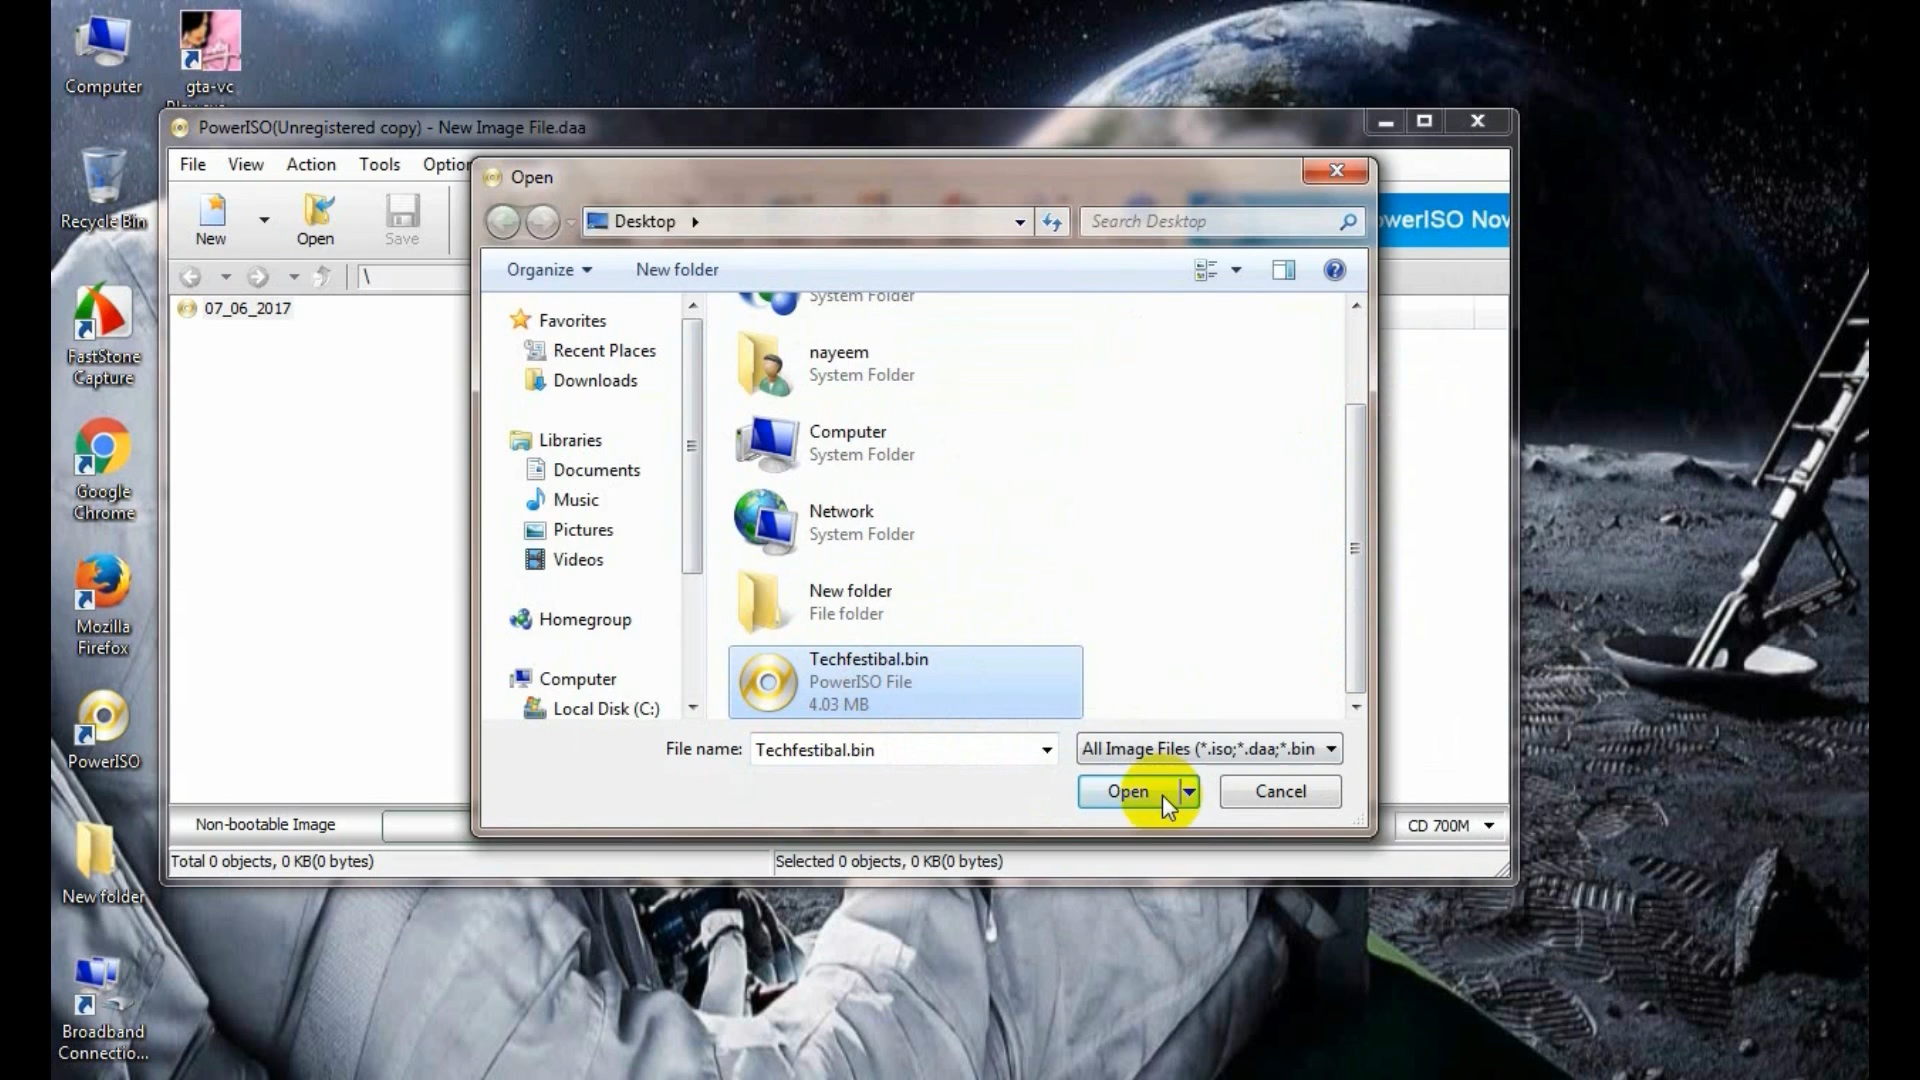 Computer
gta-vc
Recycle Bin
FastStone
Capture
Google
Chrome
Mozilla
Firefox
PowerISO
New folder
Broadband
Connectio...
PowerISO(Unregistered copy) - New Image File.daa
File View Action Tools
New Open Save
\
07_06_2017
Non-bootable Image
CD 700M
Total 0 objects, 0 KB(0 bytes)
Selected 0 objects, 0 KB(0 bytes)
Open
Desktop
Search Desktop
Organize
New folder
Favorites
Recent Places
Downloads
Libraries
Documents
Music
Pictures
Videos
Homegroup
Computer
Local Disk (C:)
System Folder
nayeem
System Folder
Computer
System Folder
Network
System Folder
New folder
File folder
Techfestibal.bin
PowerISO File
4.03 MB
File name: Techfestibal.bin
All Image Files (*.iso;*.daa;*.bin
Open
Cancel